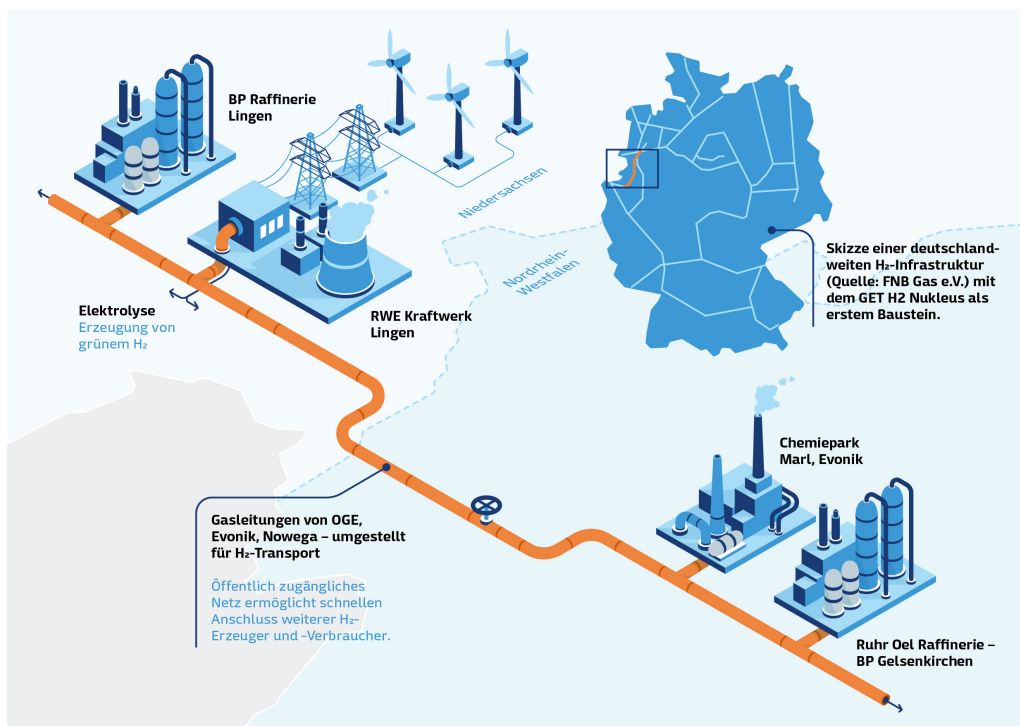 BP Raffinerie
Lingen
Niedersachsen
Nordrhein-
Westfalen
Skizze einer deutschland-
weiten H₂-Infrastruktur
(Quelle: FNB Gas e.V.) mit
dem GET H2 Nukleus als
erstem Baustein.
Elektrolyse
Erzeugung von
grünem H₂
RWE Kraftwerk
Lingen
Chemiepark
Marl, Evonik
Gasleitungen von OGE,
Evonik, Nowega – umgestellt
für H₂-Transport
Öffentlich zugängliches
Netz ermöglicht schnellen
Anschluss weiterer H₂-
Erzeuger und -Verbraucher.
Ruhr Oel Raffinerie –
BP Gelsenkirchen